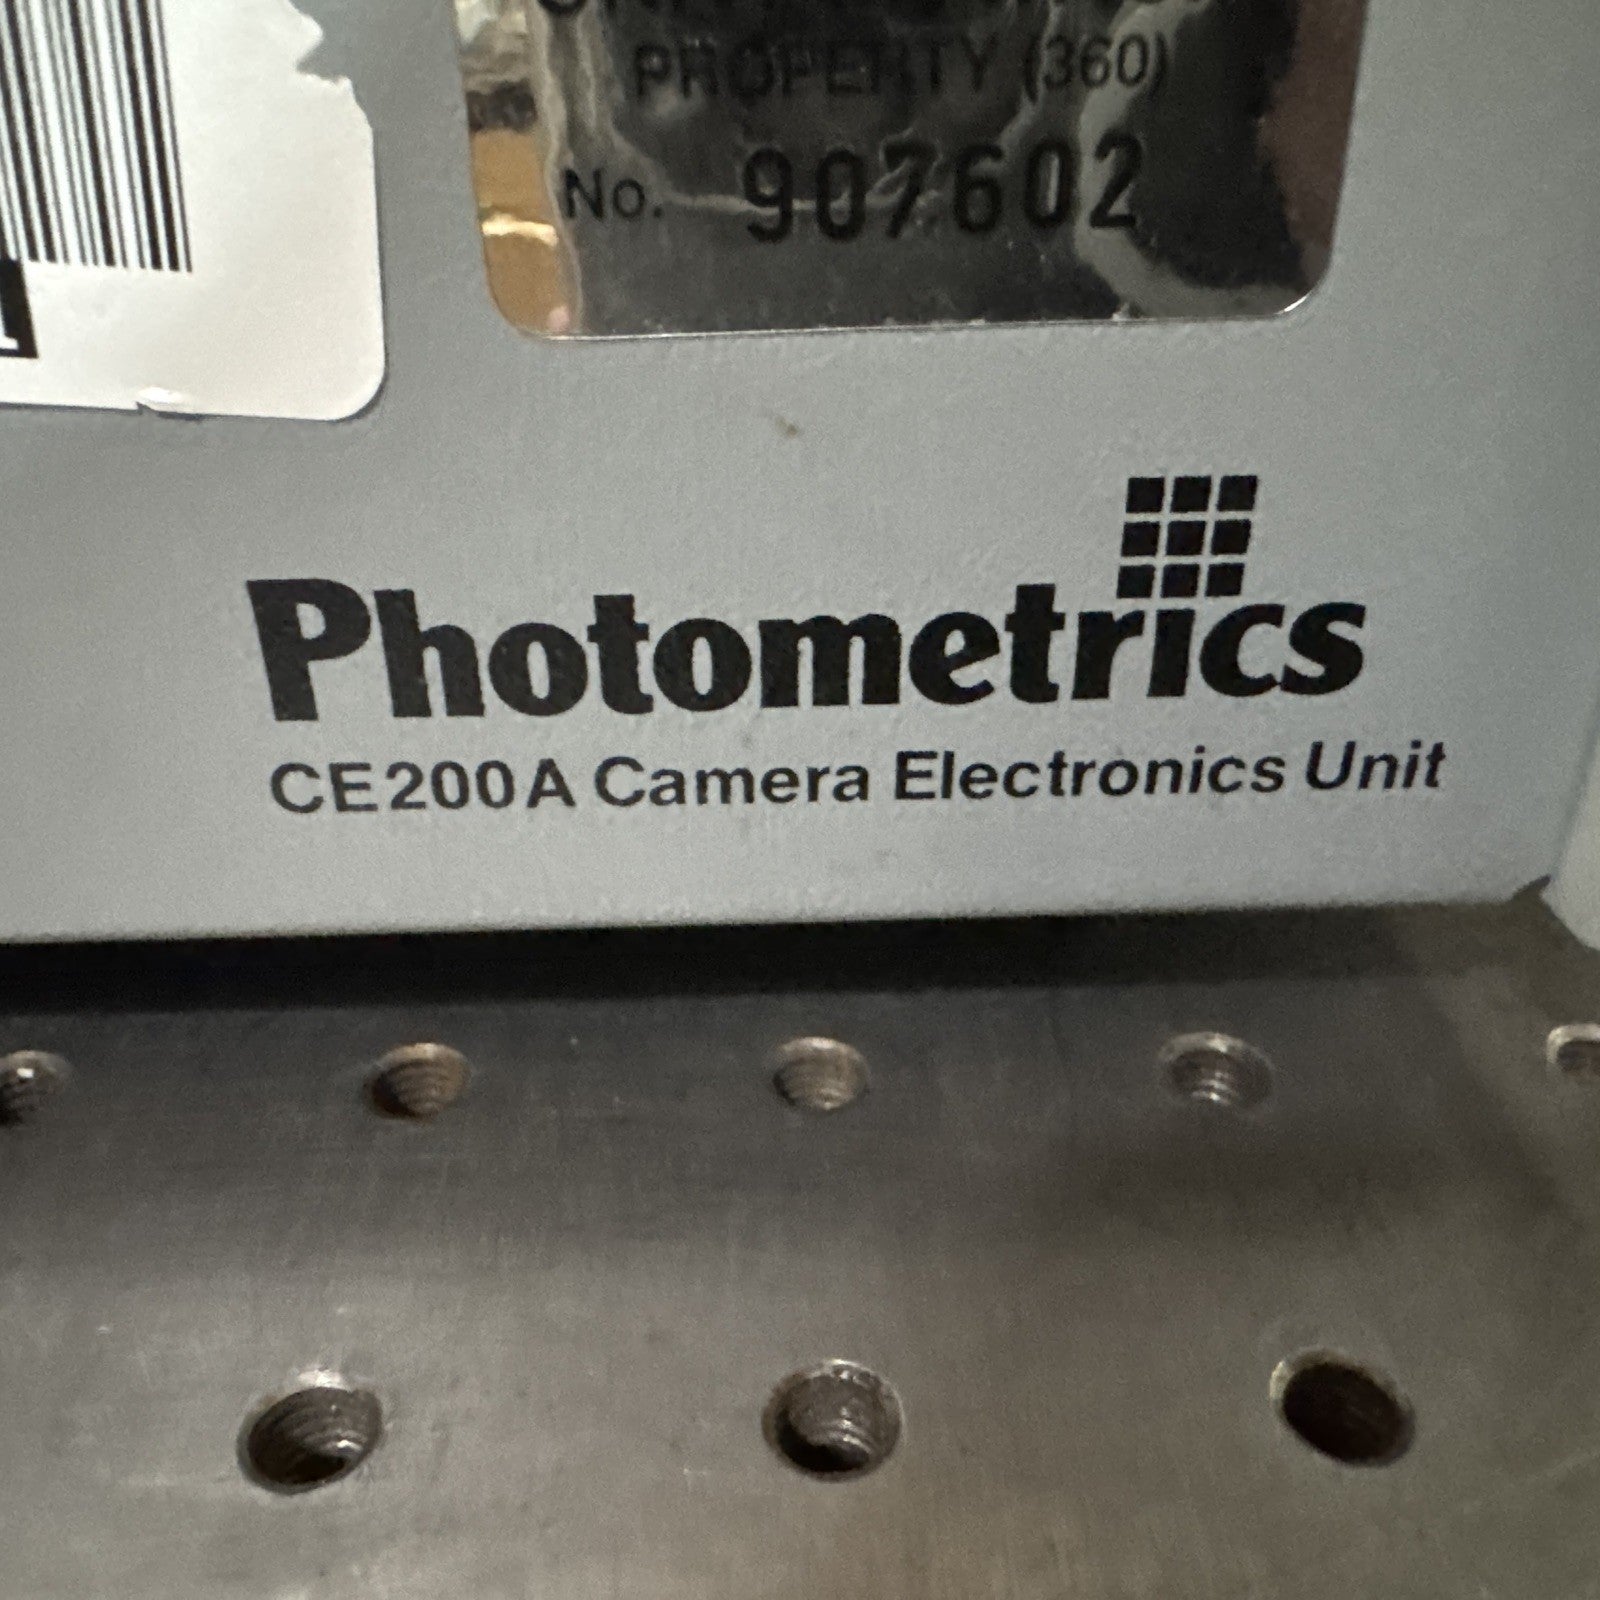 PROPERTY (360)
No. 907602
Photometrics
CE200A Camera Electronics Unit